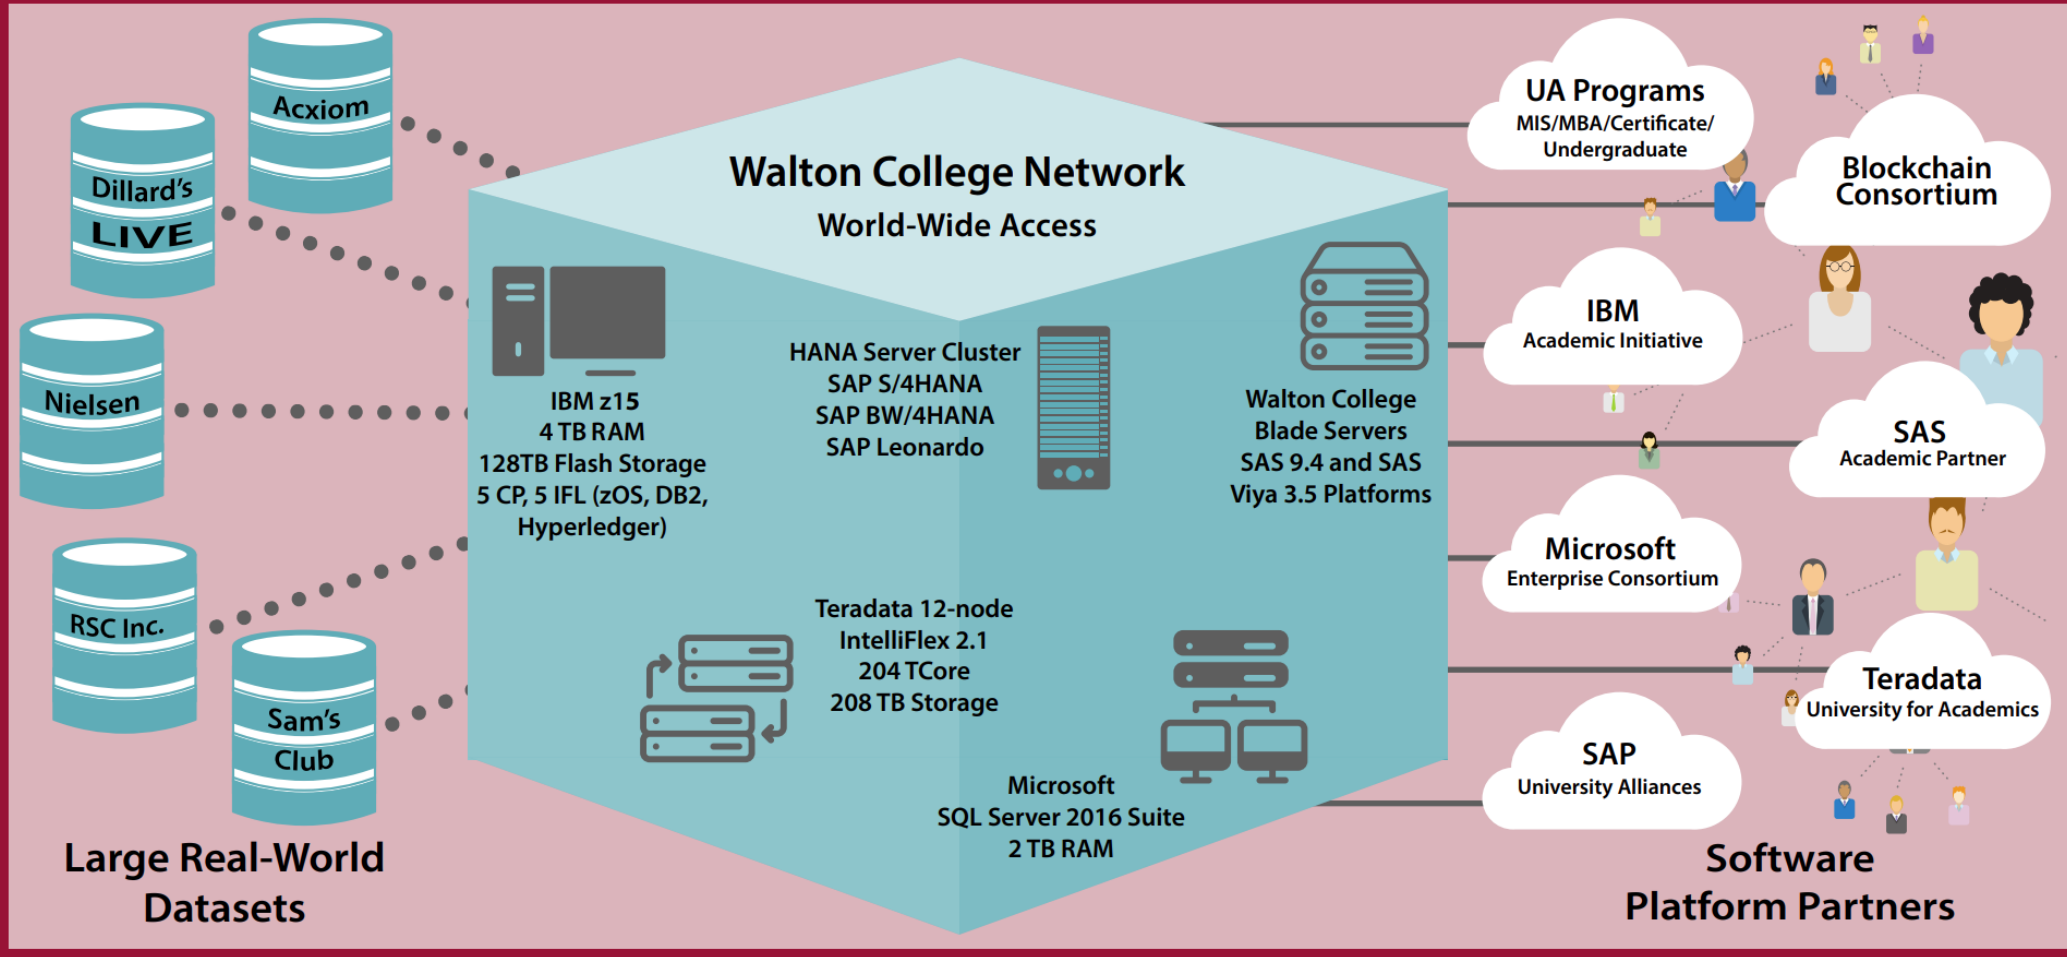 Acxiom
Dillard's
LIVE
Nielsen
RSC Inc.
Sam's
Club
Large Real-World
Datasets
Walton College Network
World-Wide Access
IBM z15
4 TB RAM
128TB Flash Storage
5 CP, 5 IFL (zOS, DB2,
Hyperledger)
HANA Server Cluster
SAP S/4HANA
SAP BW/4HANA
SAP Leonardo
Walton College
Blade Servers
SAS 9.4 and SAS
Viya 3.5 Platforms
Teradata 12-node
IntelliFlex 2.1
204 TCore
208 TB Storage
Microsoft
SQL Server 2016 Suite
2 TB RAM
UA Programs
MIS/MBA/Certificate/
Undergraduate
Blockchain
Consortium
IBM
Academic Initiative
SAS
Academic Partner
Microsoft
Enterprise Consortium
Teradata
University for Academics
SAP
University Alliances
Software
Platform Partners